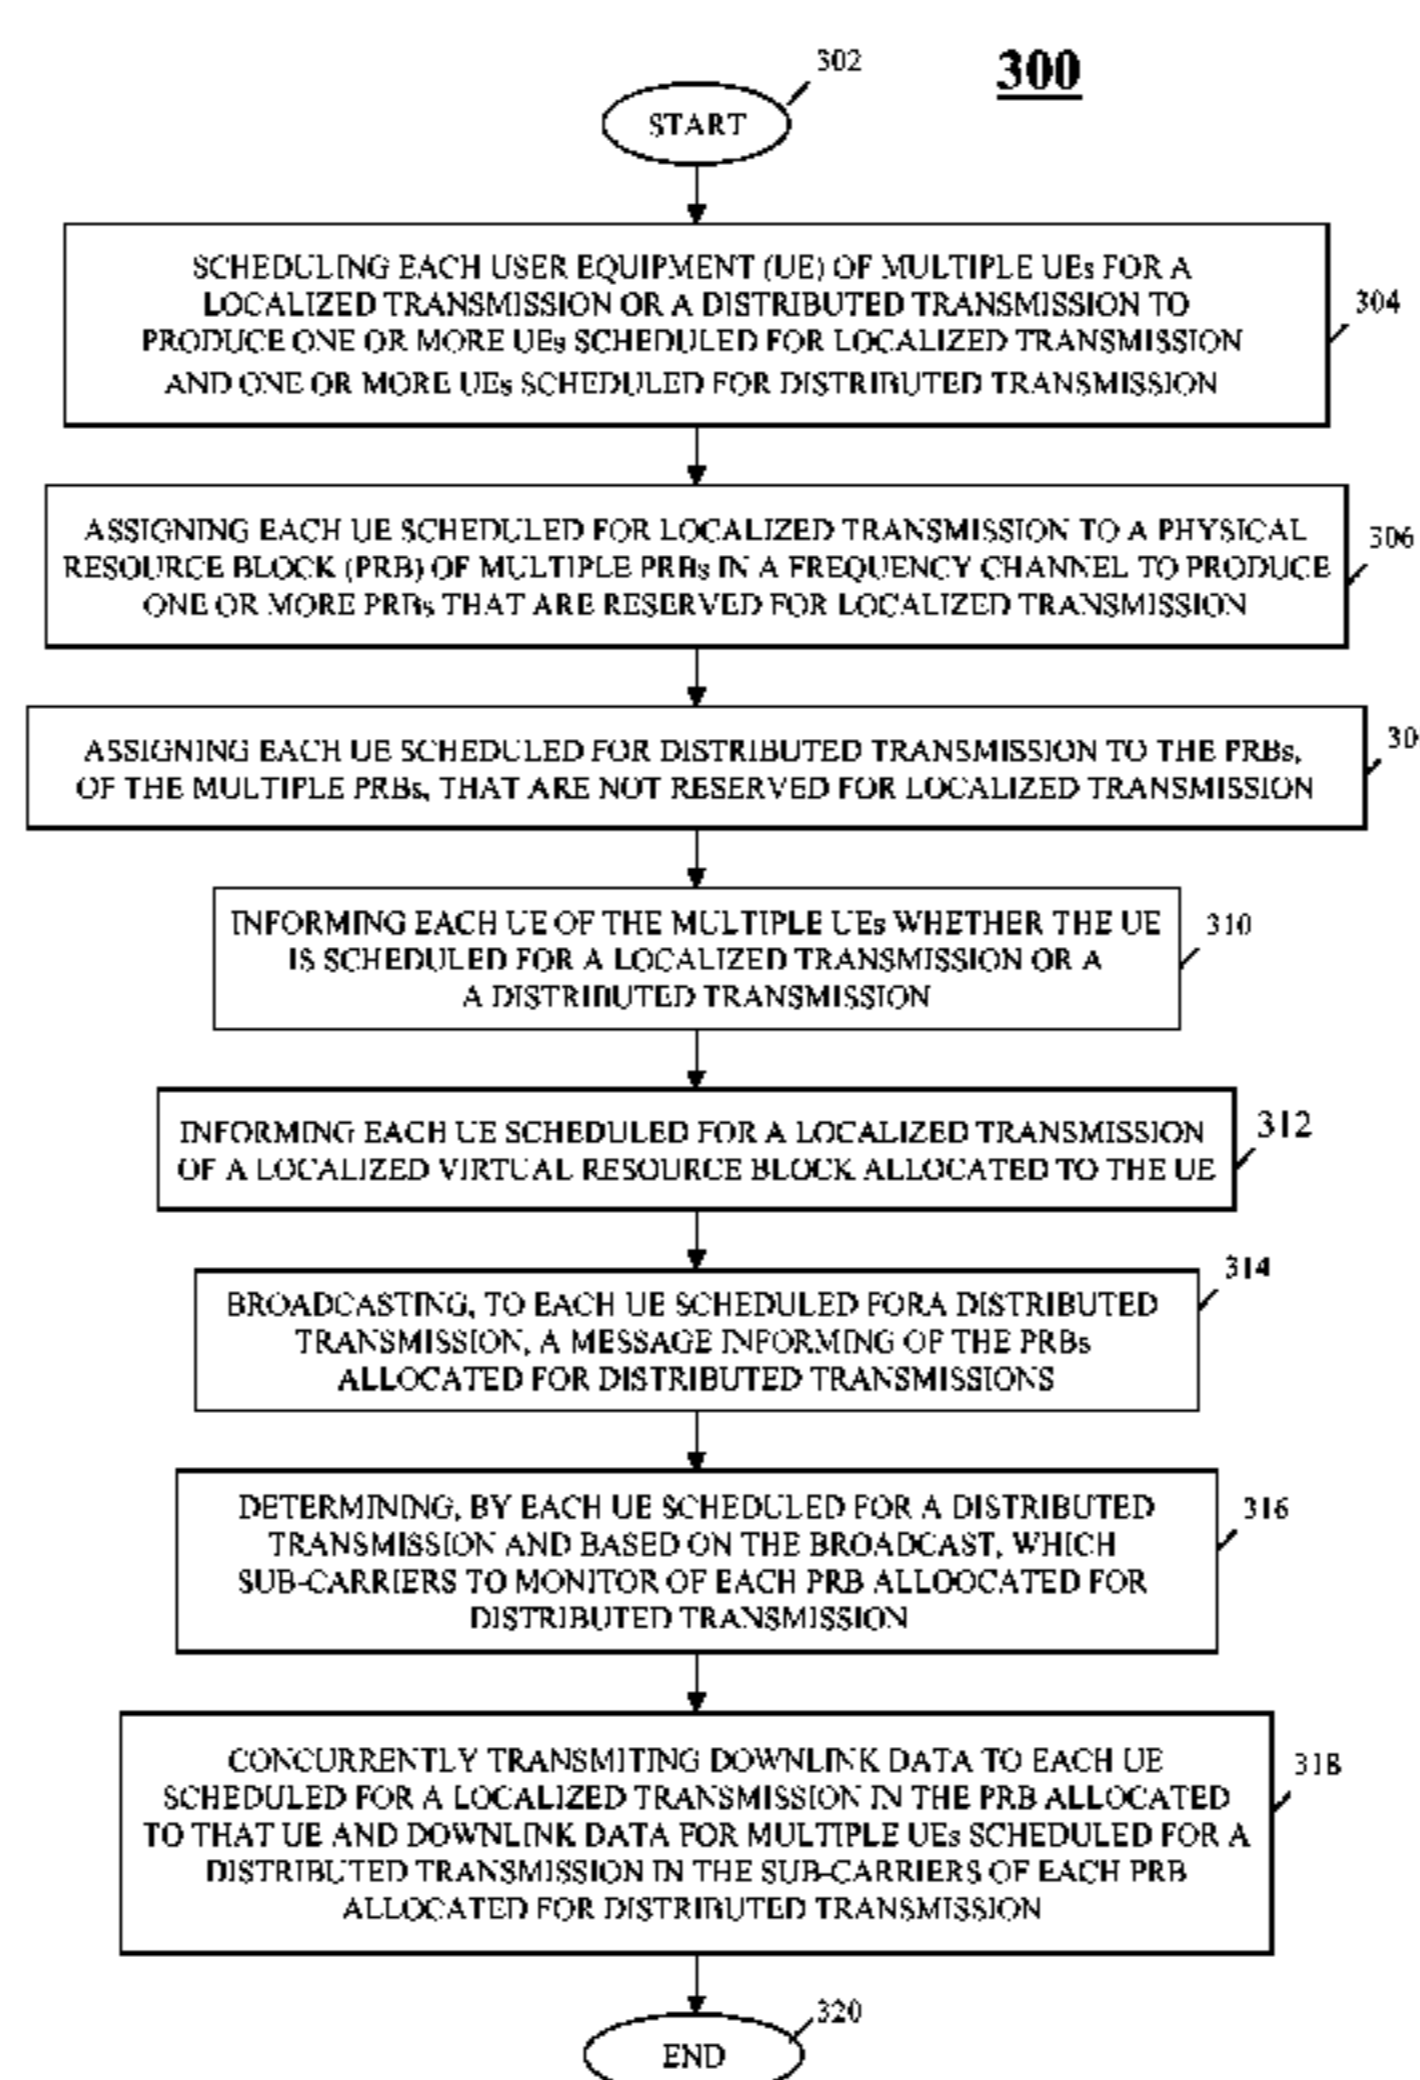 302
300
START
SCHEDULING EACH USER EQUIPMENT (UE) OF MULTIPLE UEs FOR A
LOCALIZED TRANSMISSION OR A DISTRIBUTED TRANSMISSION TO
PRODUCE ONE OR MORE UEs SCHEDULED FOR LOCALIZED TRANSMISSION
AND ONE OR MORE UEs SCHEDULED FOR DISTRIBUTED TRANSMISSION
304
ASSIGNING EACH UE SCHEDULED FOR LOCALIZED TRANSMISSION TO A PHYSICAL
RESOURCE BLOCK (PRB) OF MULTIPLE PRBs IN A FREQUENCY CHANNEL TO PRODUCE
ONE OR MORE PRBs THAT ARE RESERVED FOR LOCALIZED TRANSMISSION
306
ASSIGNING EACH UE SCHEDULED FOR DISTRIBUTED TRANSMISSION TO THE PRBs,
OF THE MULTIPLE PRBs, THAT ARE NOT RESERVED FOR LOCALIZED TRANSMISSION
30
INFORMING EACH UE OF THE MULTIPLE UEs WHETHER THE UE
IS SCHEDULED FOR A LOCALIZED TRANSMISSION OR A
A DISTRIBUTED TRANSMISSION
310
INFORMING EACH UE SCHEDULED FOR A LOCALIZED TRANSMISSION
OF A LOCALIZED VIRTUAL RESOURCE BLOCK ALLOCATED TO THE UE
312
BROADCASTING, TO EACH UE SCHEDULED FORA DISTRIBUTED
TRANSMISSION, A MESSAGE INFORMING OF THE PRBs
ALLOCATED FOR DISTRIBUTED TRANSMISSIONS
314
DETERMINING, BY EACH UE SCHEDULED FOR A DISTRIBUTED
TRANSMISSION AND BASED ON THE BROADCAST, WHICH
SUB-CARRIERS TO MONITOR OF EACH PRB ALLOOCATED FOR
DISTRIBUTED TRANSMISSION
316
CONCURRENTLY TRANSMITING DOWNLINK DATA TO EACH UE
SCHEDULED FOR A LOCALIZED TRANSMISSION IN THE PRB ALLOCATED
TO THAT UE AND DOWNLINK DATA FOR MULTIPLE UEs SCHEDULED FOR A
DISTRIBUTED TRANSMISSION IN THE SUB-CARRIERS OF EACH PRB
ALLOCATED FOR DISTRIBUTED TRANSMISSION
318
320
END